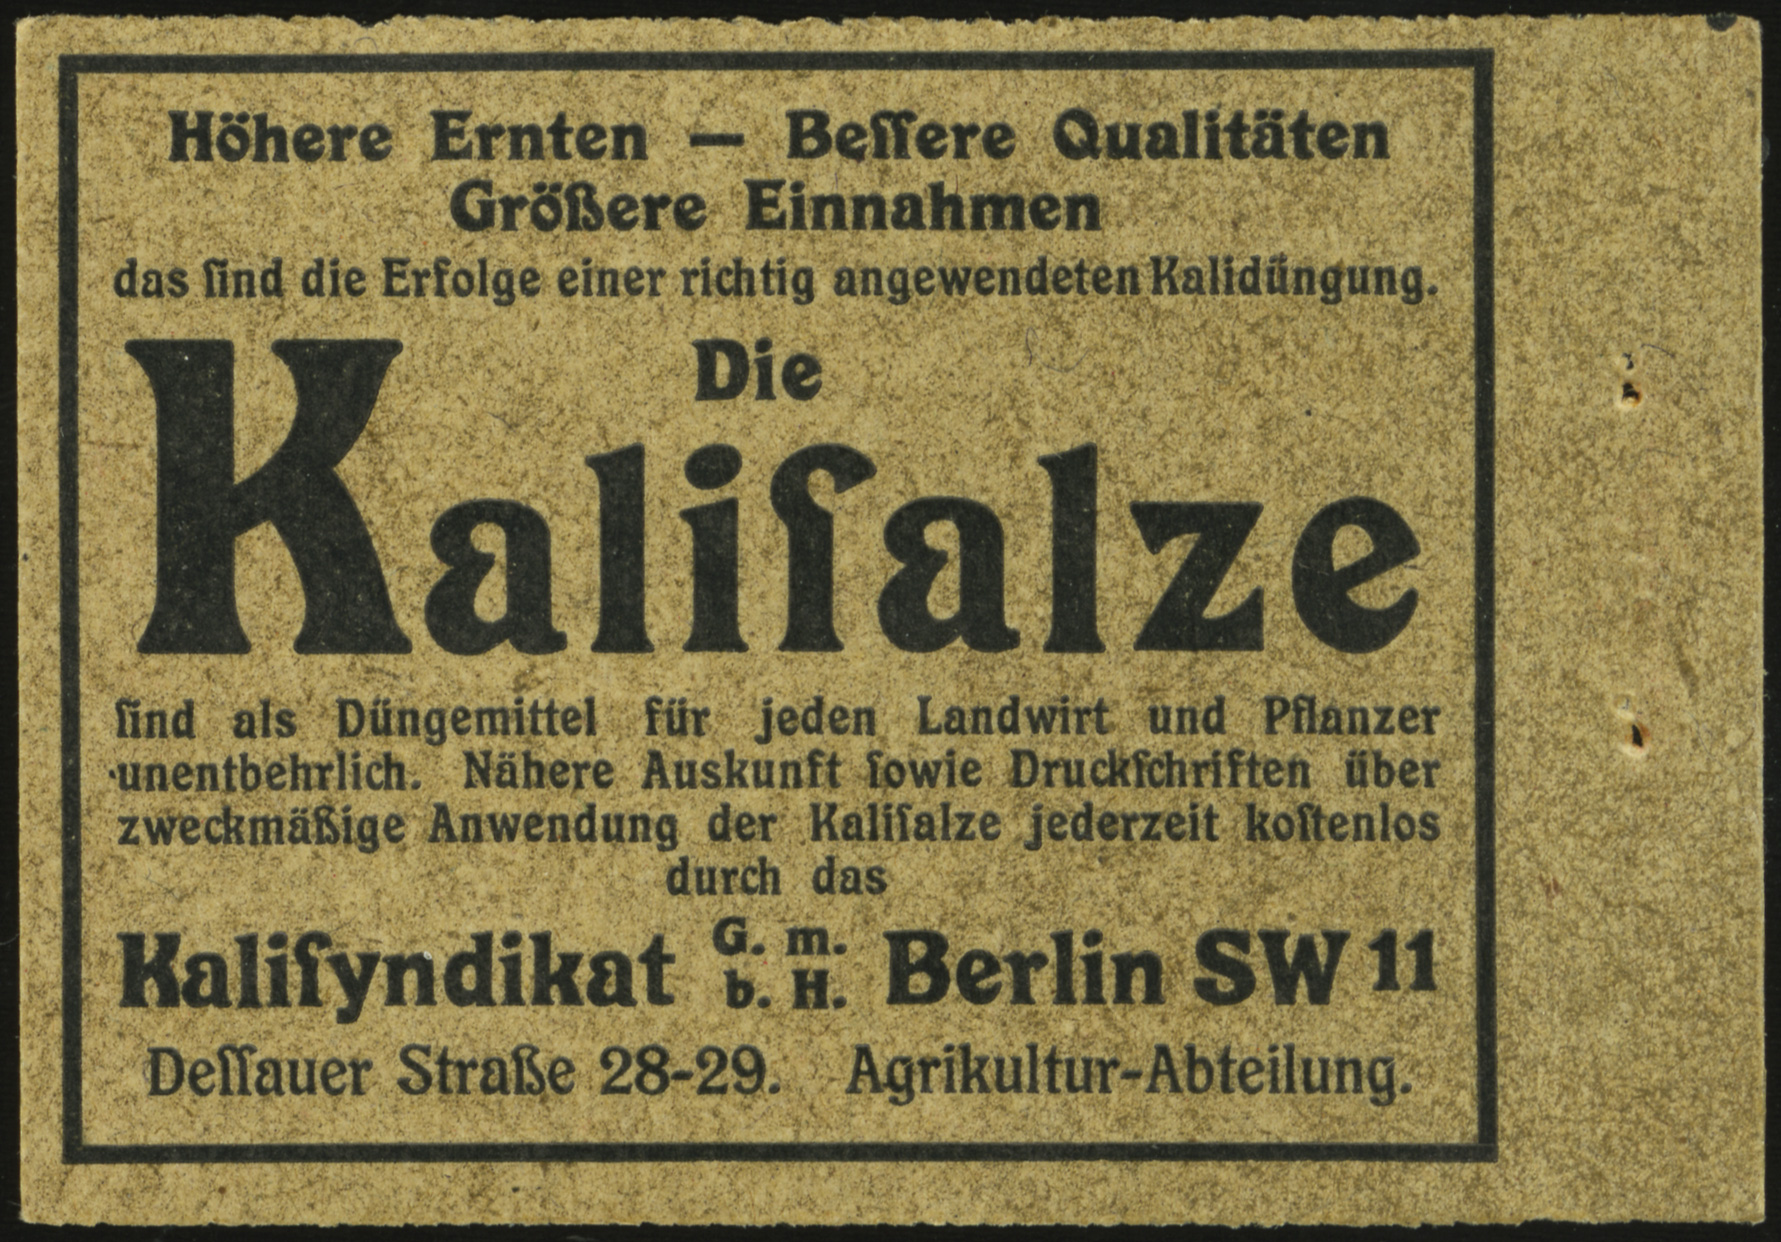 Höhere Ernten — Beſſere Qualitäten
Größere Einnahmen
das ſind die Erfolge einer richtig angewendeten Kalidüngung.
Die
Kaliſalze
ſind als Düngemittel für jeden Landwirt und Pflanzer
unentbehrlich. Nähere Auskunft ſowie Druckſchriften über
zweckmäßige Anwendung der Kaliſalze jederzeit koſtenlos
durch das
Kaliſyndikat G. m. b. H. Berlin SW 11
Deſſauer Straße 28-29. Agrikultur-Abteilung.